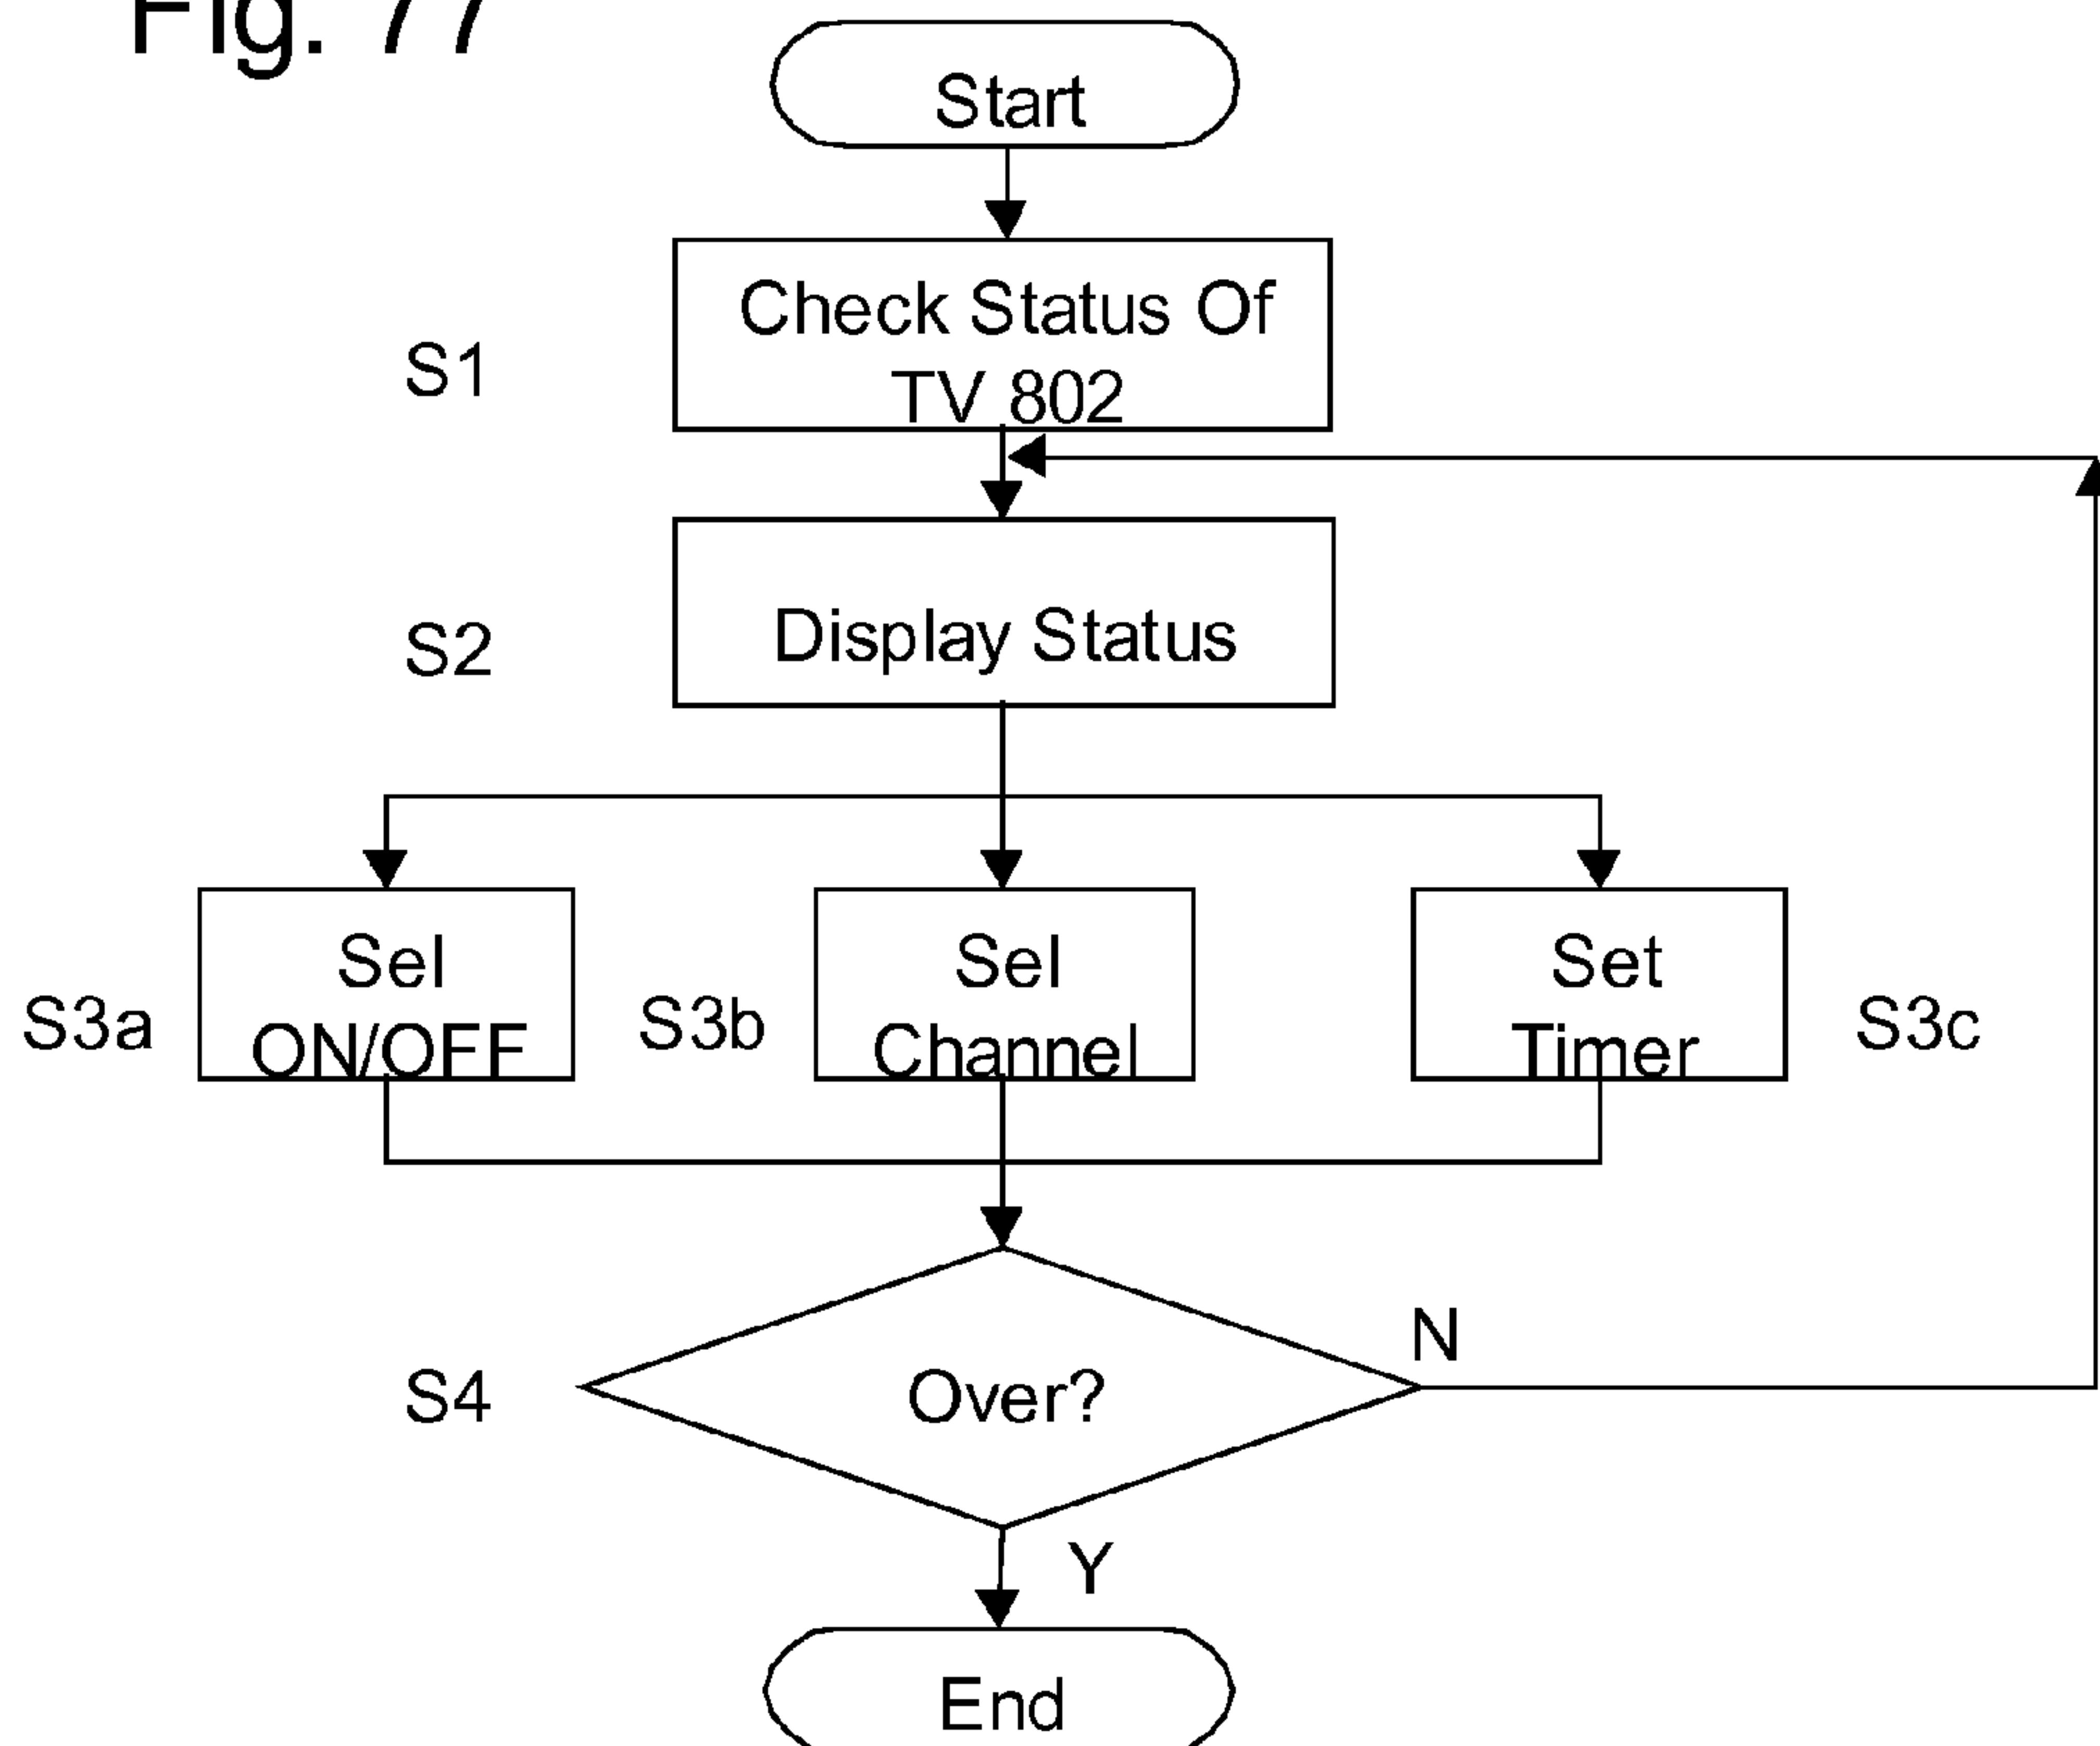 Fig. 77
Start
Check Status Of
TV 802
S1
Display Status
S2
Sel
ON/OFF
S3a
Sel
Channel
S3b
Set
Timer
S3c
Over?
S4
N
Y
End